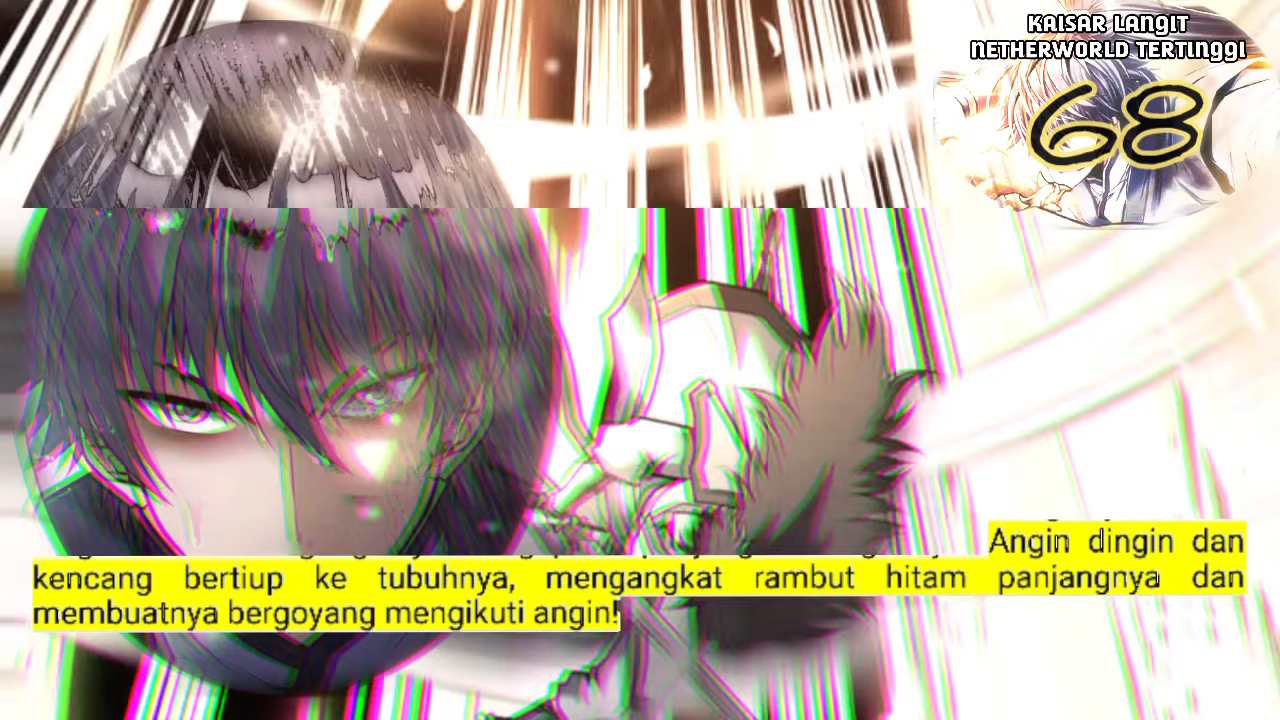 KAISAR LANGIT
NETHERWORLD TERTINGGI
68
Angin dingin dan
kencang bertiup ke tubuhnya, mengangkat rambut hitam panjangnya dan
membuatnya bergoyang mengikuti angin!